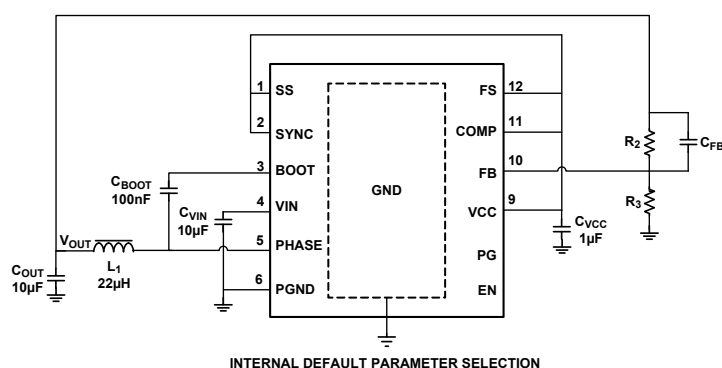 1 SS
2 SYNC
3 BOOT
4 VIN
5 PHASE
6 PGND
GND
FS 12
COMP 11
FB 10
VCC 9
PG
EN
CBOOT
100nF
CVIN
10µF
VOUT
L1
22µH
COUT
10µF
R2
CFB
R3
CVCC
1µF
INTERNAL DEFAULT PARAMETER SELECTION